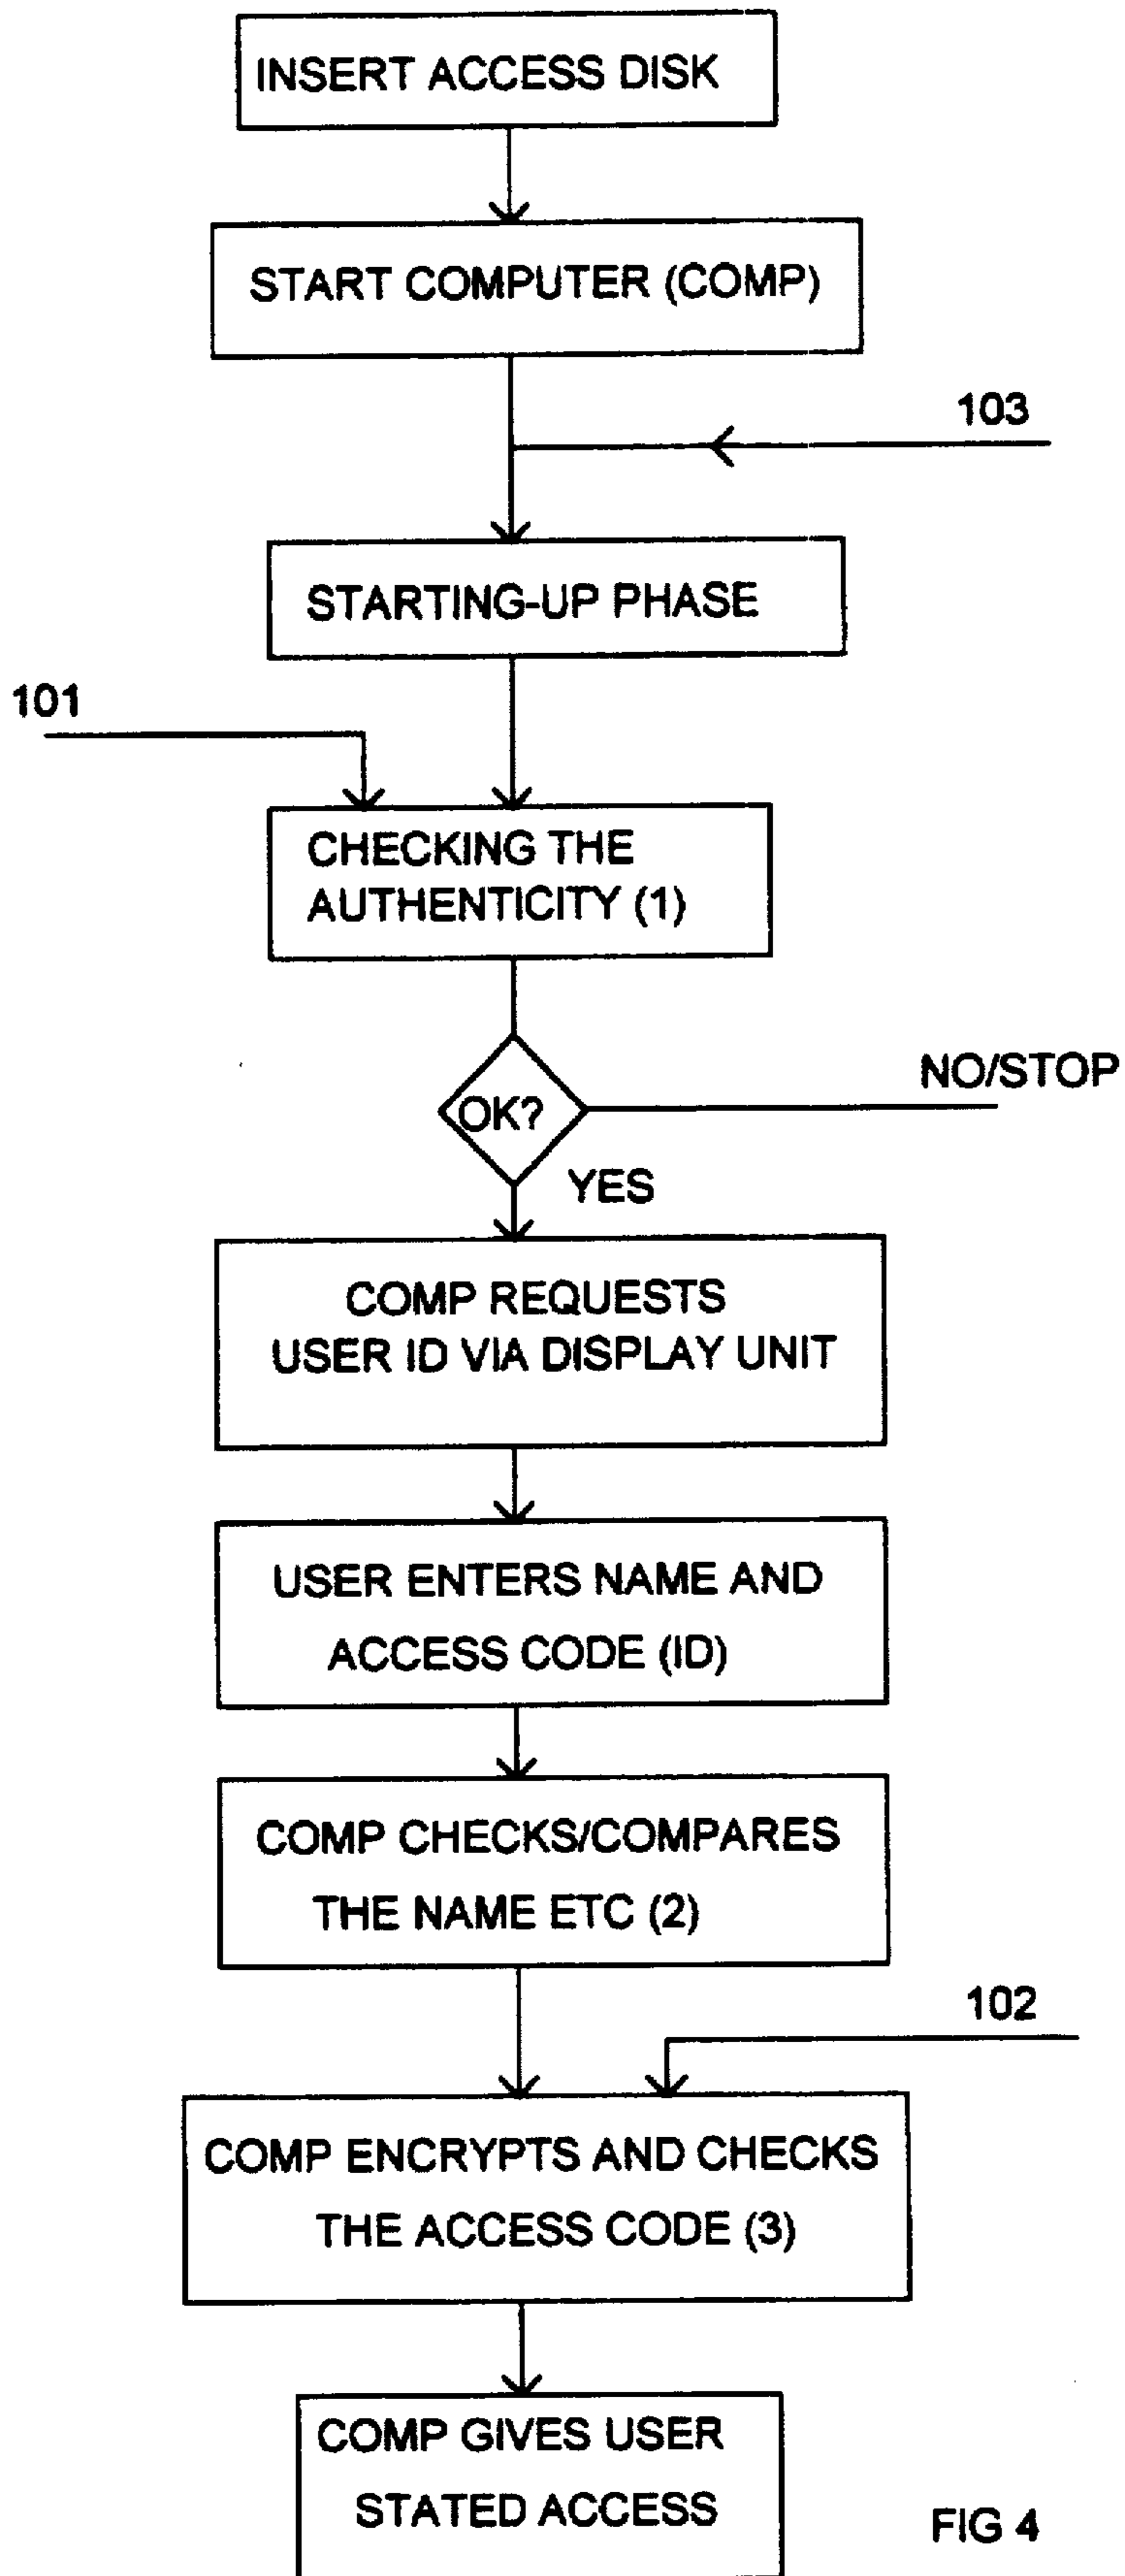 INSERT ACCESS DISK
START COMPUTER (COMP)
103
STARTING-UP PHASE
101
CHECKING THE
AUTHENTICITY (1)
OK?
NO/STOP
YES
COMP REQUESTS
USER ID VIA DISPLAY UNIT
USER ENTERS NAME AND
ACCESS CODE (ID)
COMP CHECKS/COMPARES
THE NAME ETC (2)
102
COMP ENCRYPTS AND CHECKS
THE ACCESS CODE (3)
COMP GIVES USER
STATED ACCESS
FIG 4